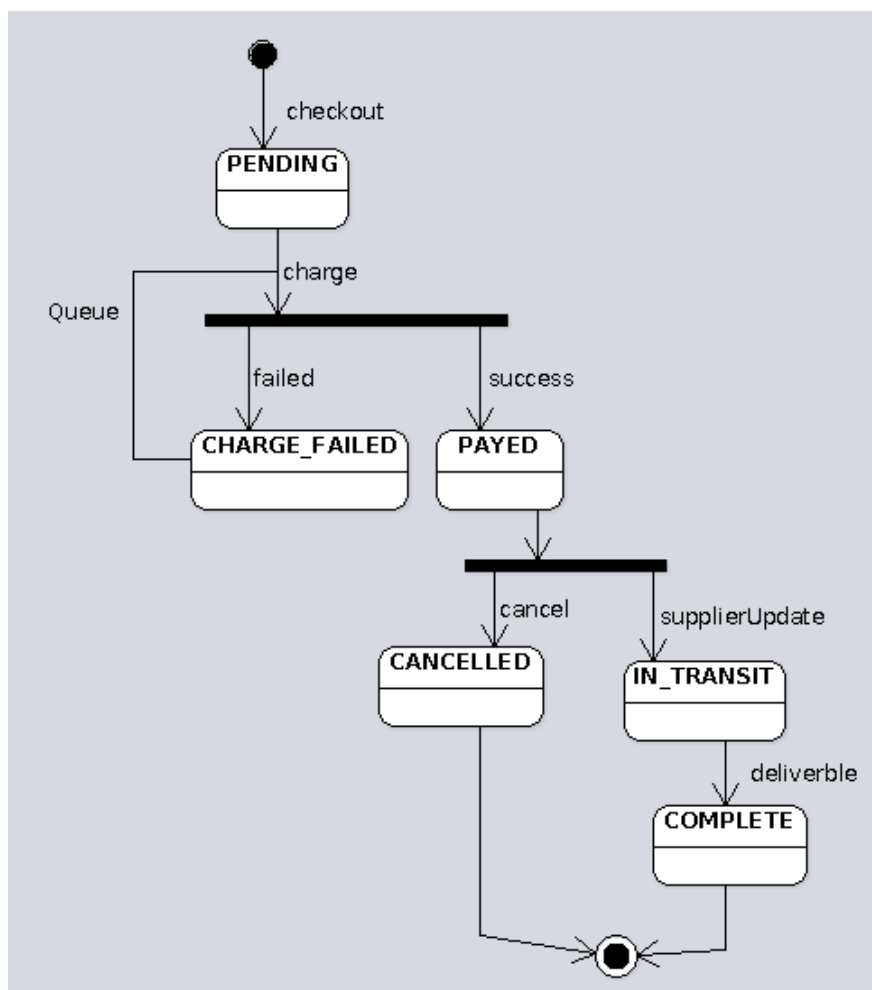 checkout
PENDING
charge
Queue
failed
success
CHARGE_FAILED
PAYED
cancel
supplierUpdate
CANCELLED
IN_TRANSIT
deliverble
COMPLETE